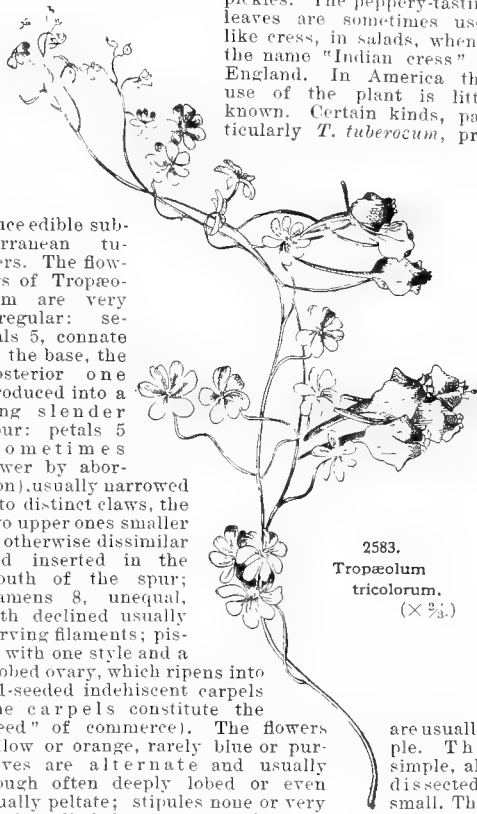 pickles. The peppery-tastin
leaves are sometimes us
like cress, in salads, when
the name "Indian cress"
England. In America th
use of the plant is litt
known. Certain kinds, pa
ticularly T. tuberocum, pr
nce edible sub-
rranean tu-
ers. The flow-
s of Tropæo-
m are very
regular: se-
als 5, connate
the base, the
osterior one
roduced into a
ng slender
ur: petals 5
ometimes
wer by abor-
on), usually narrowed
to distinct claws, the
o upper ones smaller
otherwise dissimilar
d inserted in the
outh of the spur;
amens 8, unequal,
th declined usually
rving filaments; pis-
with one style and a
obed ovary, which ripens into
l-seeded indehiscent carpels
e carpels constitute the
eed" of commerce). The flowers
llow or orange, rarely blue or pur-
ves are alternate and usually
ough often deeply lobed or even
ually peltate; stipules none or very
2583.
Tropæolum
tricolorum.
(× ⅔.)
are usuall
ple. Th
simple, al
dissected
small. Th